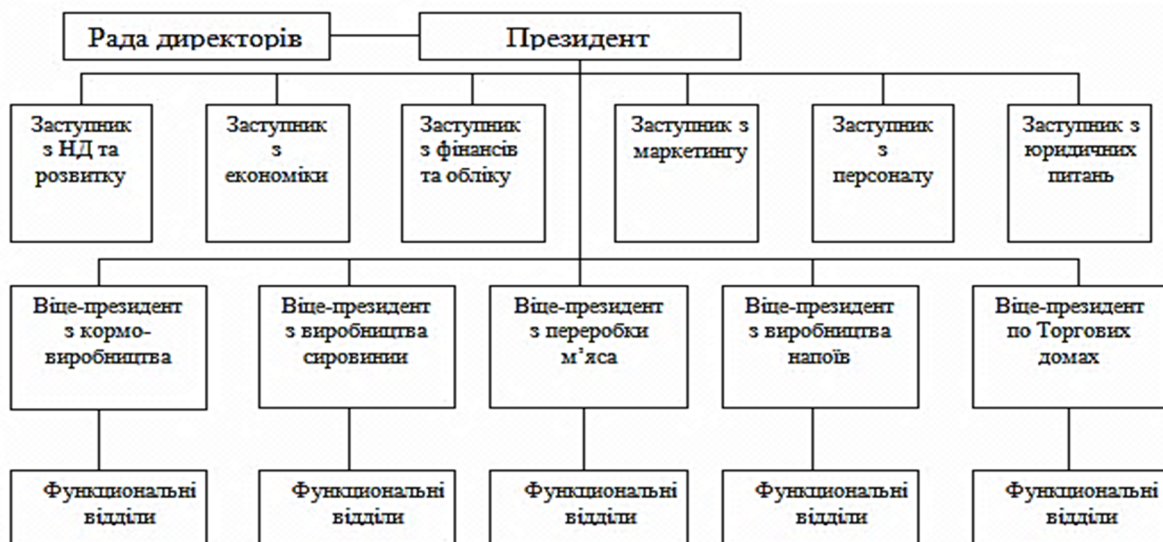 Рада директорів
Президент
Заступник
з НД та
розвитку
Заступник
з
економіки
Заступник
з фінансів
та обліку
Заступник з
маркетингу
Заступник
з
персоналу
Заступник з
юридичних
питань
Віце-президент
з кормо-
виробництва
Віце-президент
з виробництва
сировинии
Віце-президент
з переробки
м’яса
Віце-президент
з виробництва
напоїв
Віце-президент
по Торгових
домах
Функциональні
відділи
Функциональні
відділи
Функциональні
відділи
Функциональні
відділи
Функциональні
відділи